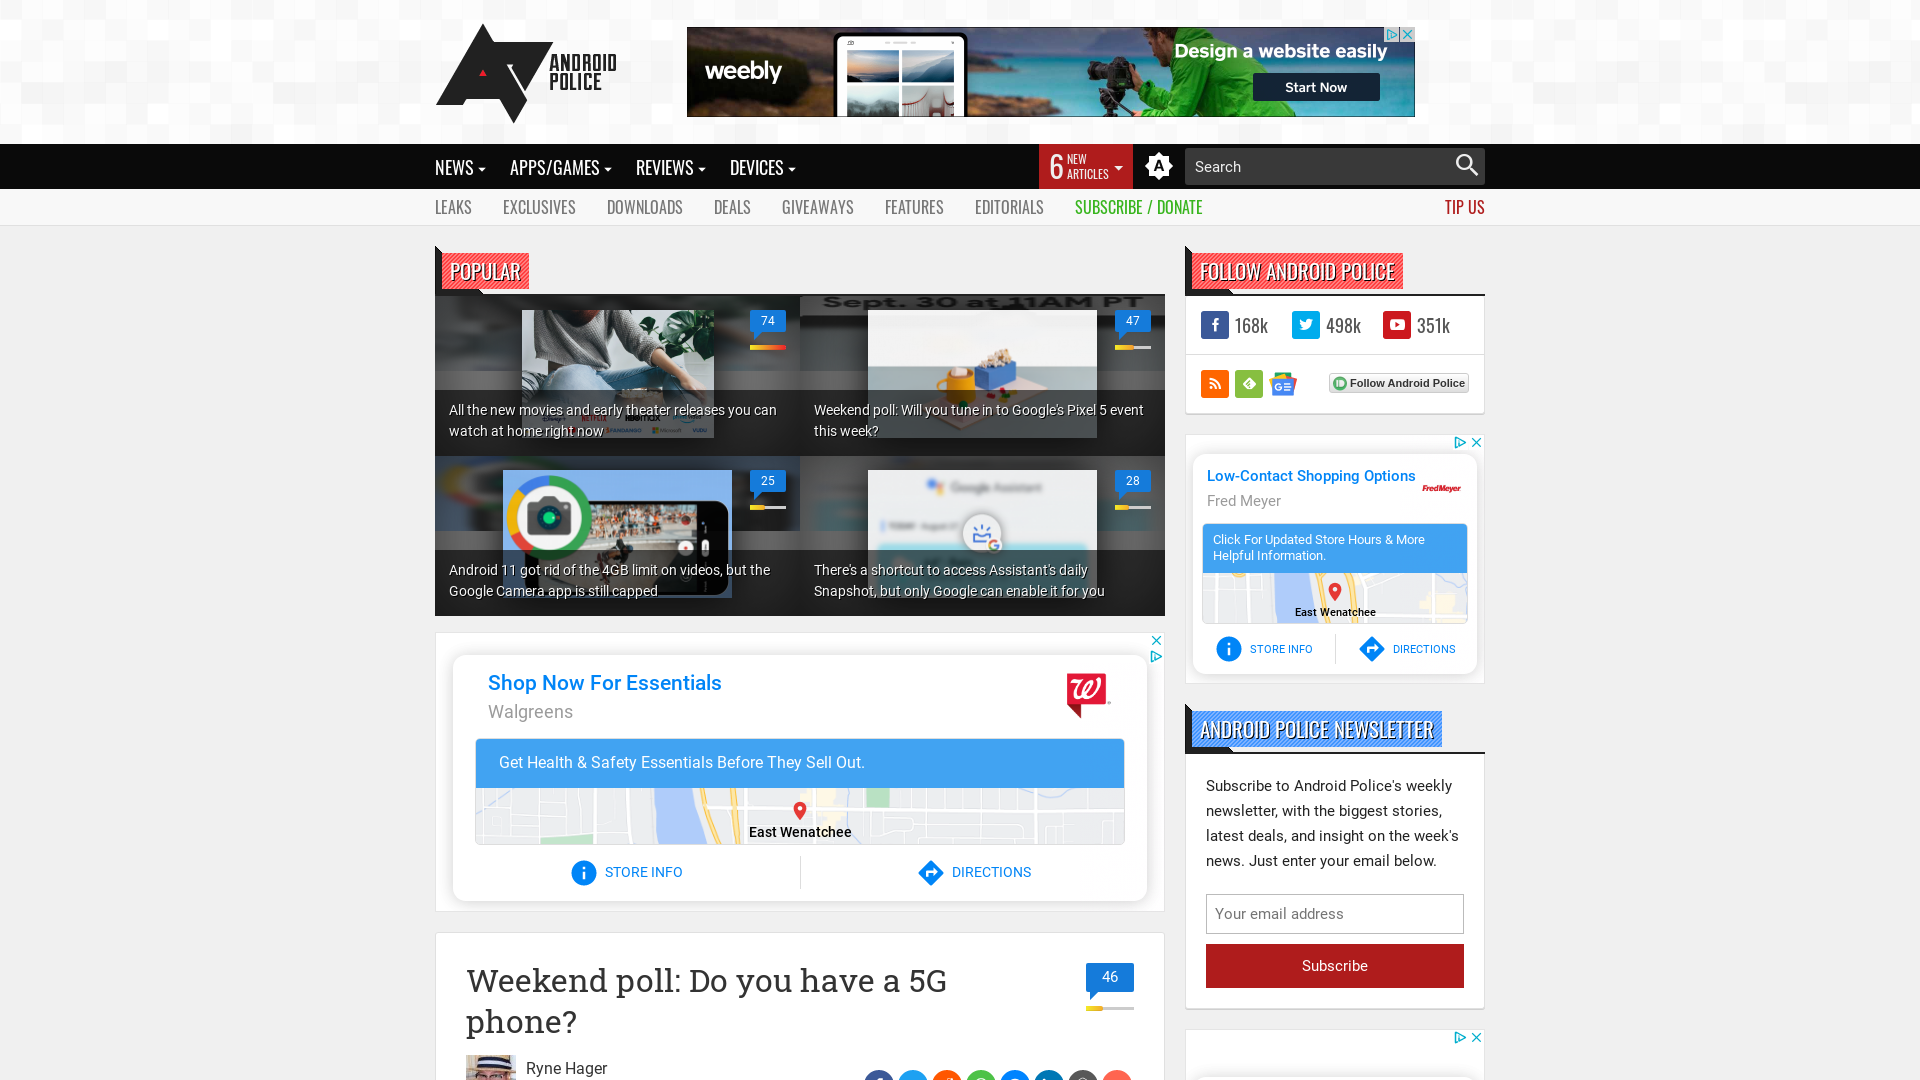 ANDROID
POLICE
weebly
Design a website easily
Start Now
NEWS
APPS/GAMES
REVIEWS
DEVICES
6 NEW
ARTICLES
A
Search
LEAKS
EXCLUSIVES
DOWNLOADS
DEALS
GIVEAWAYS
FEATURES
EDITORIALS
SUBSCRIBE / DONATE
TIP US
POPULAR
74
All the new movies and early theater releases you can
watch at home right now
Sept. 30 at 11AM PT
47
Weekend poll: Will you tune in to Google's Pixel 5 event
this week?
25
Android 11 got rid of the 4GB limit on videos, but the
Google Camera app is still capped
Google Assistant
28
There's a shortcut to access Assistant's daily
Snapshot, but only Google can enable it for you
Shop Now For Essentials
Walgreens
Get Health & Safety Essentials Before They Sell Out.
East Wenatchee
STORE INFO
DIRECTIONS
Weekend poll: Do you have a 5G
phone?
46
Ryne Hager
FOLLOW ANDROID POLICE
168k
498k
351k
Follow Android Police
Low-Contact Shopping Options
Fred Meyer
FredMeyer
Click For Updated Store Hours & More
Helpful Information.
East Wenatchee
STORE INFO
DIRECTIONS
ANDROID POLICE NEWSLETTER
Subscribe to Android Police's weekly
newsletter, with the biggest stories,
latest deals, and insight on the week's
news. Just enter your email below.
Your email address
Subscribe